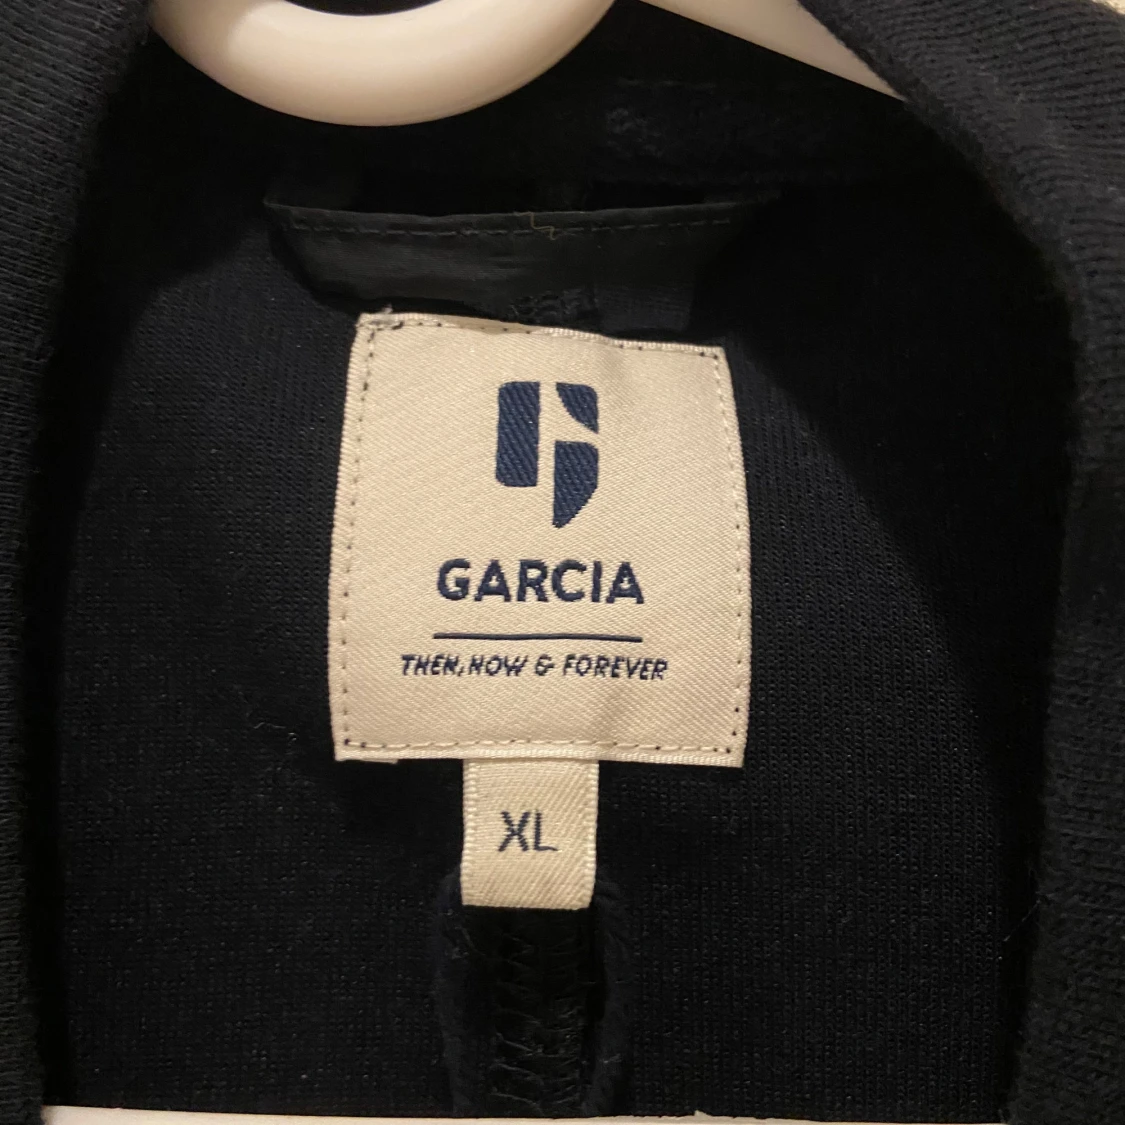 GARCIA
THEN, NOW & FOREVER
XL